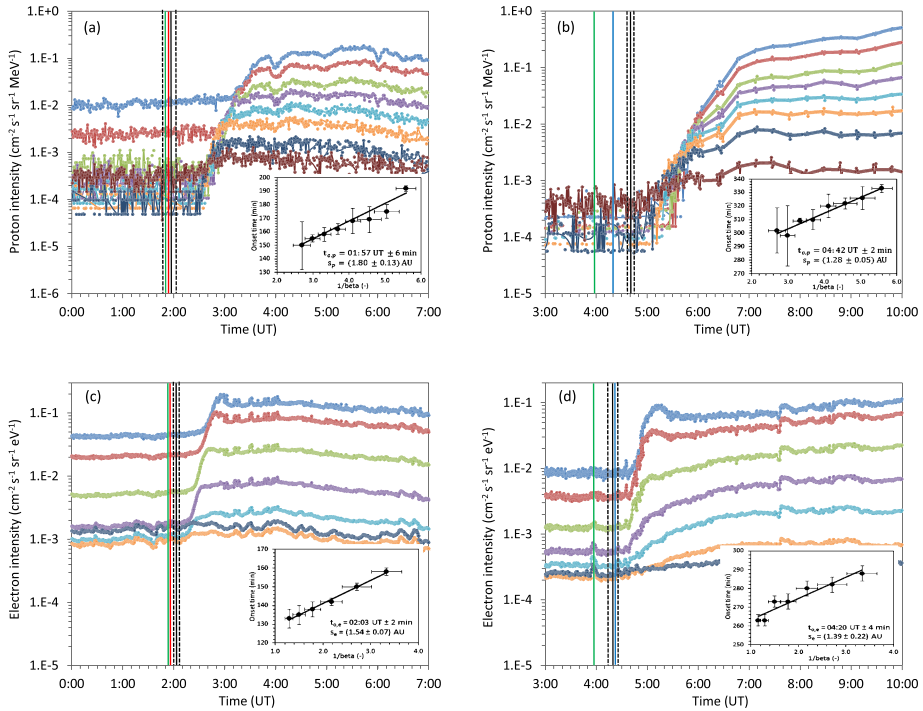 (a)
1.E+0
1.E-1
1.E-2
1.E-3
1.E-4
1.E-5
1.E-6
Proton intensity (cm⁻² s⁻¹ sr⁻¹ MeV⁻¹)
0:00 1:00 2:00 3:00 4:00 5:00 6:00 7:00
Time (UT)
200
190
180
170
160
150
140
130
Onset time (min)
t₀,ₚ = 01:57 UT ± 6 min
sₚ = (1.80 ± 0.13) AU
2.0 3.0 4.0 5.0 6.0
1/beta (-)
(b)
1.E+0
1.E-1
1.E-2
1.E-3
1.E-4
1.E-5
Proton intensity (cm⁻² s⁻¹ sr⁻¹ MeV⁻¹)
3:00 4:00 5:00 6:00 7:00 8:00 9:00 10:00
Time (UT)
340
330
320
310
300
290
280
270
Onset time (min)
t₀,ₚ = 04:42 UT ± 2 min
sₚ = (1.28 ± 0.05) AU
2.0 3.0 4.0 5.0 6.0
1/beta (-)
(c)
1.E-1
1.E-2
1.E-3
1.E-4
1.E-5
Electron intensity (cm⁻² s⁻¹ sr⁻¹ eV⁻¹)
0:00 1:00 2:00 3:00 4:00 5:00 6:00 7:00
Time (UT)
170
160
150
140
130
120
Onset time (min)
t₀,ₑ = 02:03 UT ± 2 min
sₑ = (1.54 ± 0.07) AU
1.0 2.0 3.0 4.0
1/beta (-)
(d)
1.E-1
1.E-2
1.E-3
1.E-4
1.E-5
Electron intensity (cm⁻² s⁻¹ sr⁻¹ eV⁻¹)
3:00 4:00 5:00 6:00 7:00 8:00 9:00 10:00
Time (UT)
300
290
280
270
260
250
Onset time (min)
t₀,ₑ = 04:20 UT ± 4 min
sₑ = (1.39 ± 0.22) AU
1.0 2.0 3.0 4.0
1/beta (-)